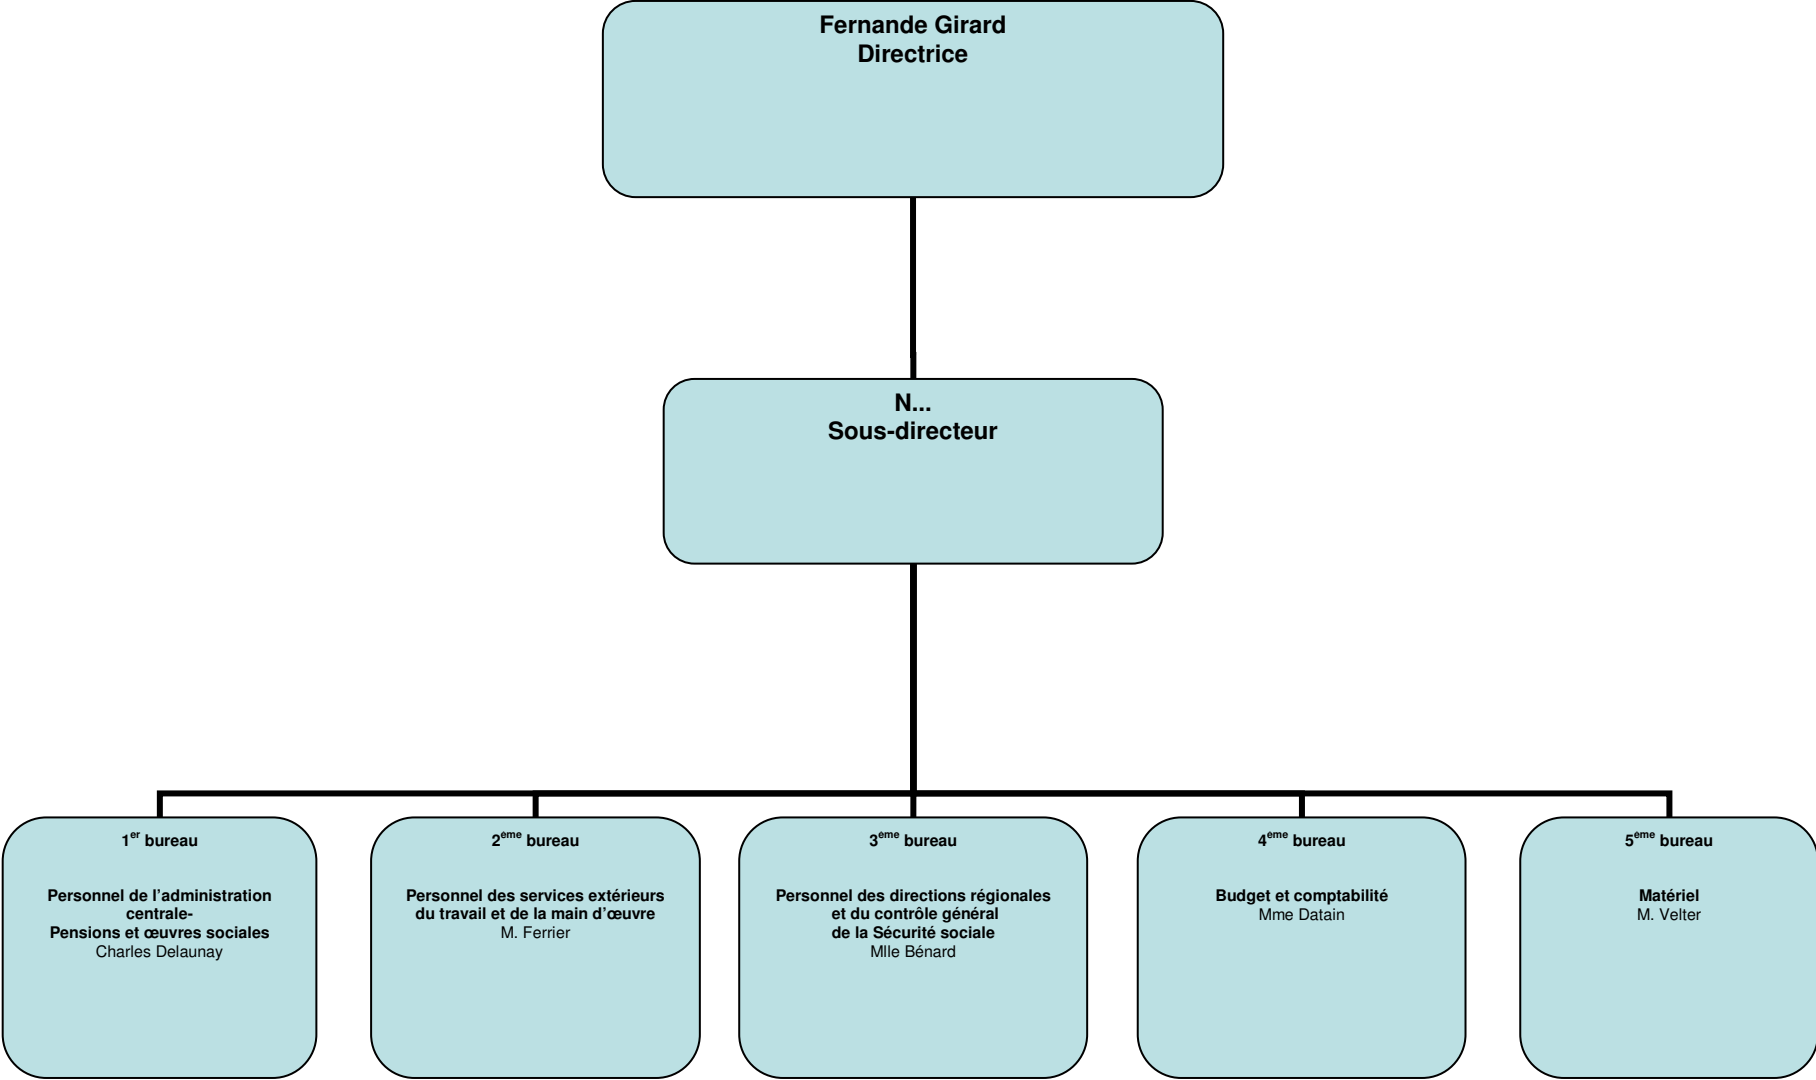 Fernande Girard
Directrice
N...
Sous-directeur
1er bureau
Personnel de l'administration
centrale-
Pensions et œuvres sociales
Charles Delaunay
2eme bureau
Personnel des services extérieurs
du travail et de la main d'œuvre
M. Ferrier
3eme bureau
Personnel des directions régionales
et du contrôle général
de la Sécurité sociale
Mlle Bénard
4eme bureau
Budget et comptabilité
Mme Datain
5eme bureau
Matériel
M. Velter